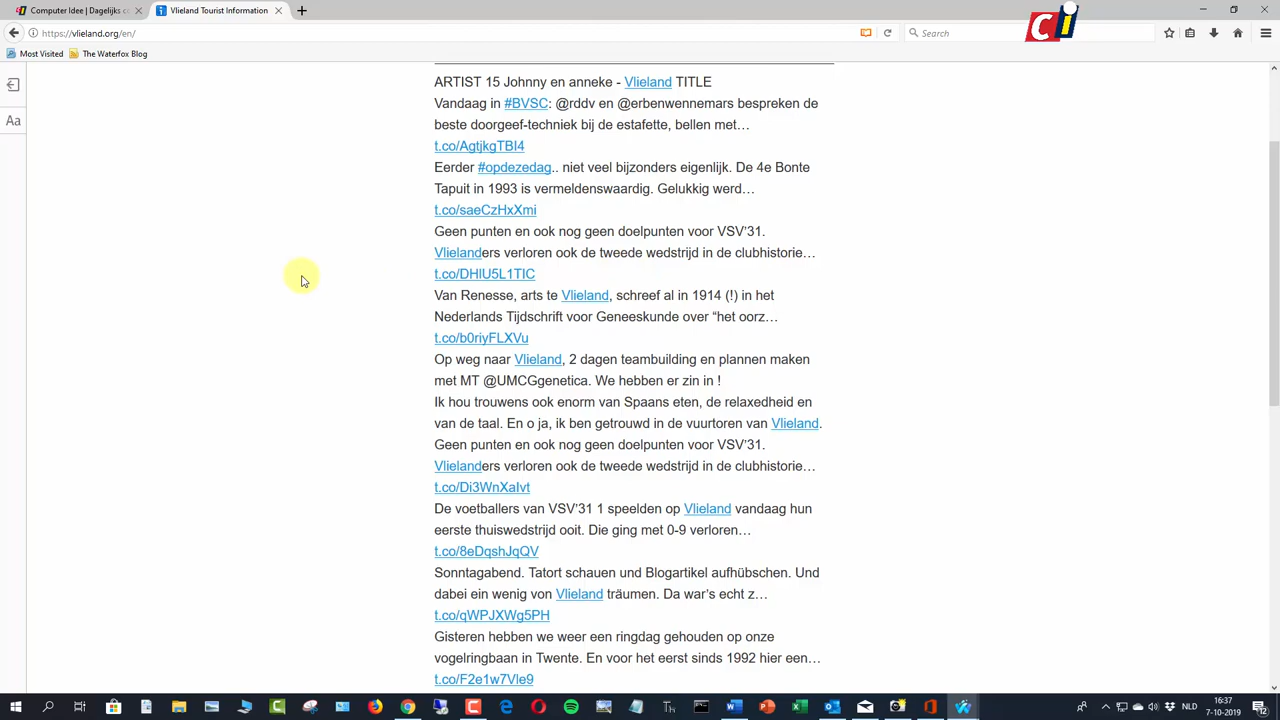 Computer Idee | Dagelijks c
Vlieland Tourist Information
https://vlieland.org/en/
Search
ci
Most Visited
The Waterfox Blog
Aa
ARTIST 15 Johnny en anneke - Vlieland TITLE
Vandaag in #BVSC: @rddv en @erbenwennemars bespreken de
beste doorgeef-techniek bij de estafette, bellen met…
t.co/AgtjkgTBI4
Eerder #opdezedag.. niet veel bijzonders eigenlijk. De 4e Bonte
Tapuit in 1993 is vermeldenswaardig. Gelukkig werd…
t.co/saeCzHxXmi
Geen punten en ook nog geen doelpunten voor VSV’31.
Vlielanders verloren ook de tweede wedstrijd in de clubhistorie…
t.co/DHlU5L1TIC
Van Renesse, arts te Vlieland, schreef al in 1914 (!) in het
Nederlands Tijdschrift voor Geneeskunde over “het oorz…
t.co/b0riyFLXVu
Op weg naar Vlieland, 2 dagen teambuilding en plannen maken
met MT @UMCGgenetica. We hebben er zin in !
Ik hou trouwens ook enorm van Spaans eten, de relaxedheid en
van de taal. En o ja, ik ben getrouwd in de vuurtoren van Vlieland.
Geen punten en ook nog geen doelpunten voor VSV’31.
Vlielanders verloren ook de tweede wedstrijd in de clubhistorie…
t.co/Di3WnXaIvt
De voetballers van VSV’31 1 speelden op Vlieland vandaag hun
eerste thuiswedstrijd ooit. Die ging met 0-9 verloren…
t.co/8eDqshJqQV
Sonntagabend. Tatort schauen und Blogartikel aufhübschen. Und
dabei ein wenig von Vlieland träumen. Da war’s echt z…
t.co/qWPJXWg5PH
Gisteren hebben we weer een ringdag gehouden op onze
vogelringbaan in Twente. En voor het eerst sinds 1992 hier een…
t.co/F2e1w7Vle9
NLD
16:37
7-10-2019
12